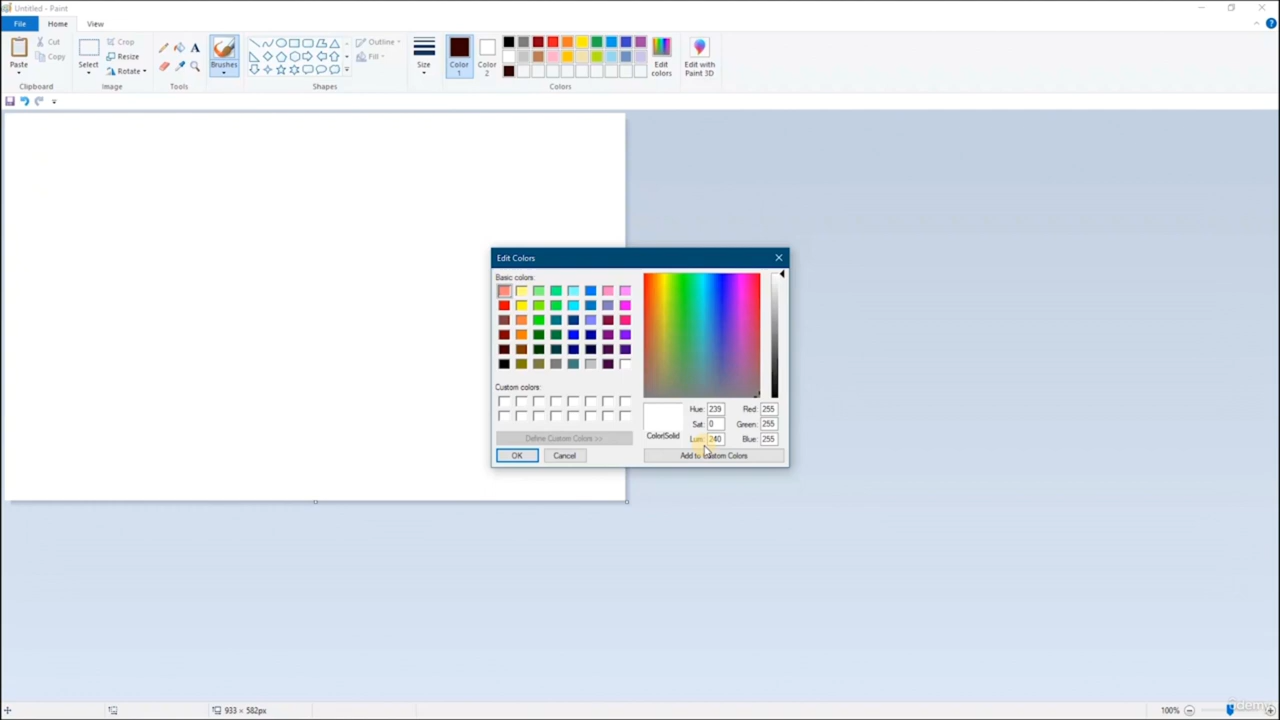 Untitled - Paint
File Home View
Paste
Cut
Copy
Clipboard
Select
Crop
Resize
Rotate
Image
Tools
Brushes
Shapes
Outline
Fill
Size
Color 1
Color 2
Edit colors
Colors
Edit with Paint 3D
Edit Colors
Basic colors:
Custom colors:
Define Custom Colors >>
OK Cancel
Color|Solid
Hue: 239 Red: 255
Sat: 0 Green: 255
Lum: 240 Blue: 255
Add to Custom Colors
933 × 582px
100%
ûdemy